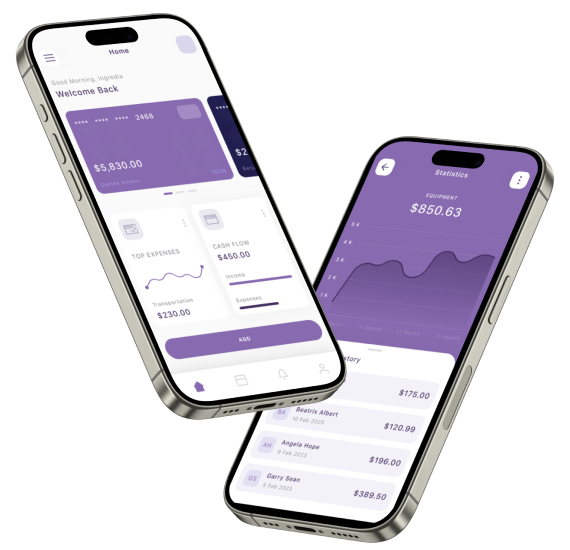 Home
Good Morning, Ingredia
Welcome Back
**** **** **** 2468
$5,830.00
****
$2
TOP EXPENSES
Transportation
$230.00
CASH FLOW
$450.00
Income
Expenses
ADD
Statistics
EQUIPMENT
$850.63
5 K
4 K
3 K
2 K
1 K
story
$175.00
BA
Beatrix Albert
10 Feb 2023
$120.99
AH
Angela Hope
9 Feb 2023
$196.00
GS
Garry Sean
5 Feb 2023
$389.50